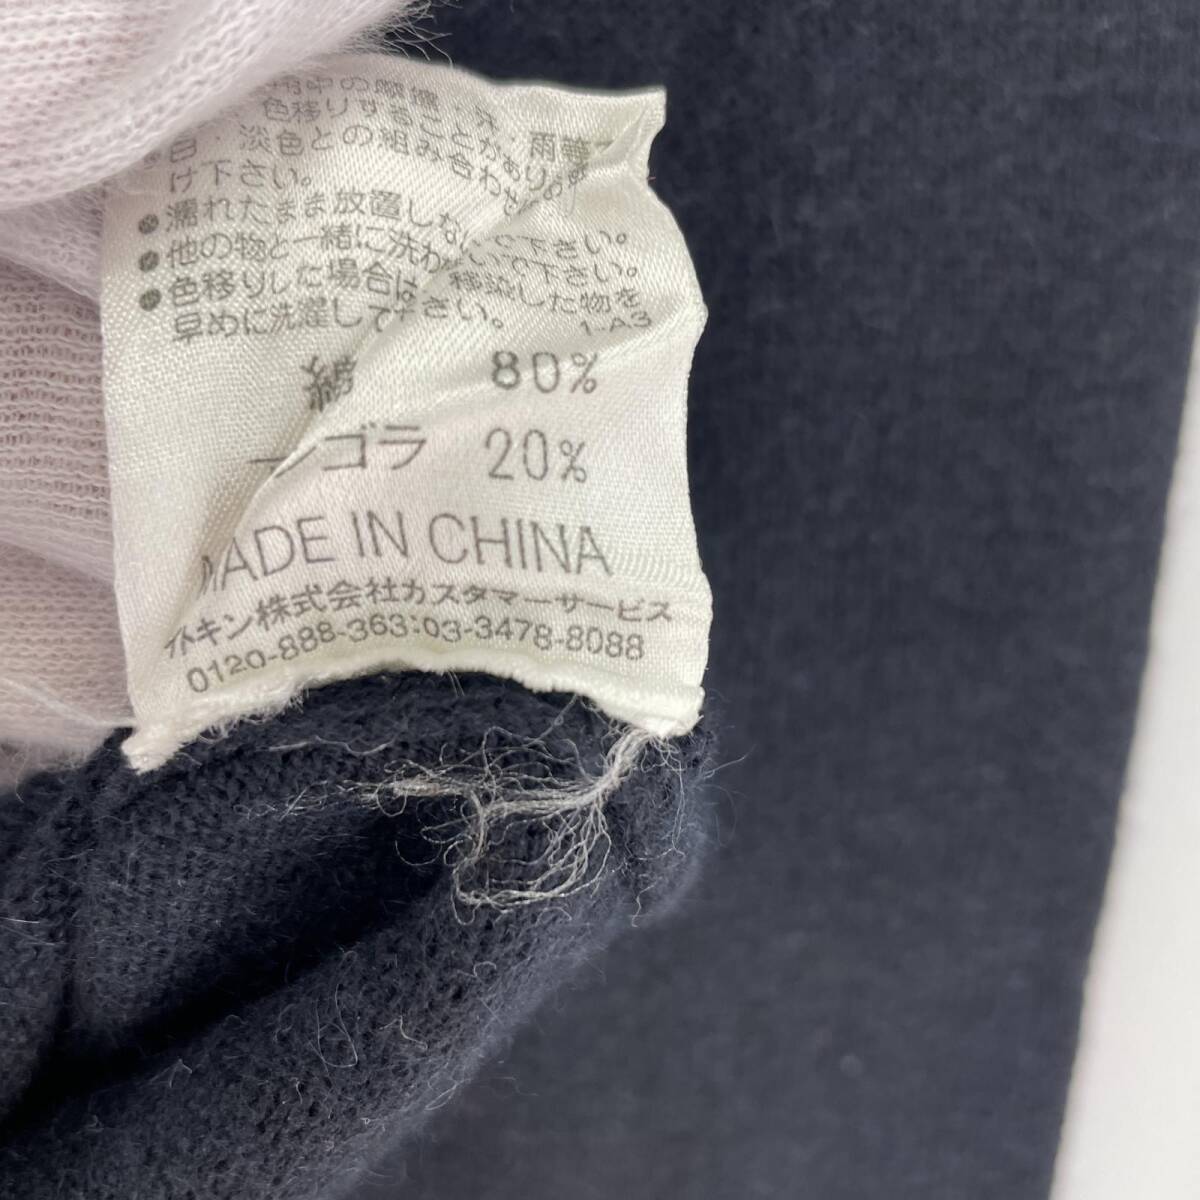 色移りすることがあり
白・淡色との組み合わせ
け下さい。
濡れたまま放置しないで下さい。
他の物と一緒に洗わないで下さい。
色移りした場合は、移染した物を
早めに洗濯して下さい。
1-A3
綿 80%
ンゴラ 20%
MADE IN CHINA
イトキン株式会社カスタマーサービス
0120-888-363:03-3478-8088